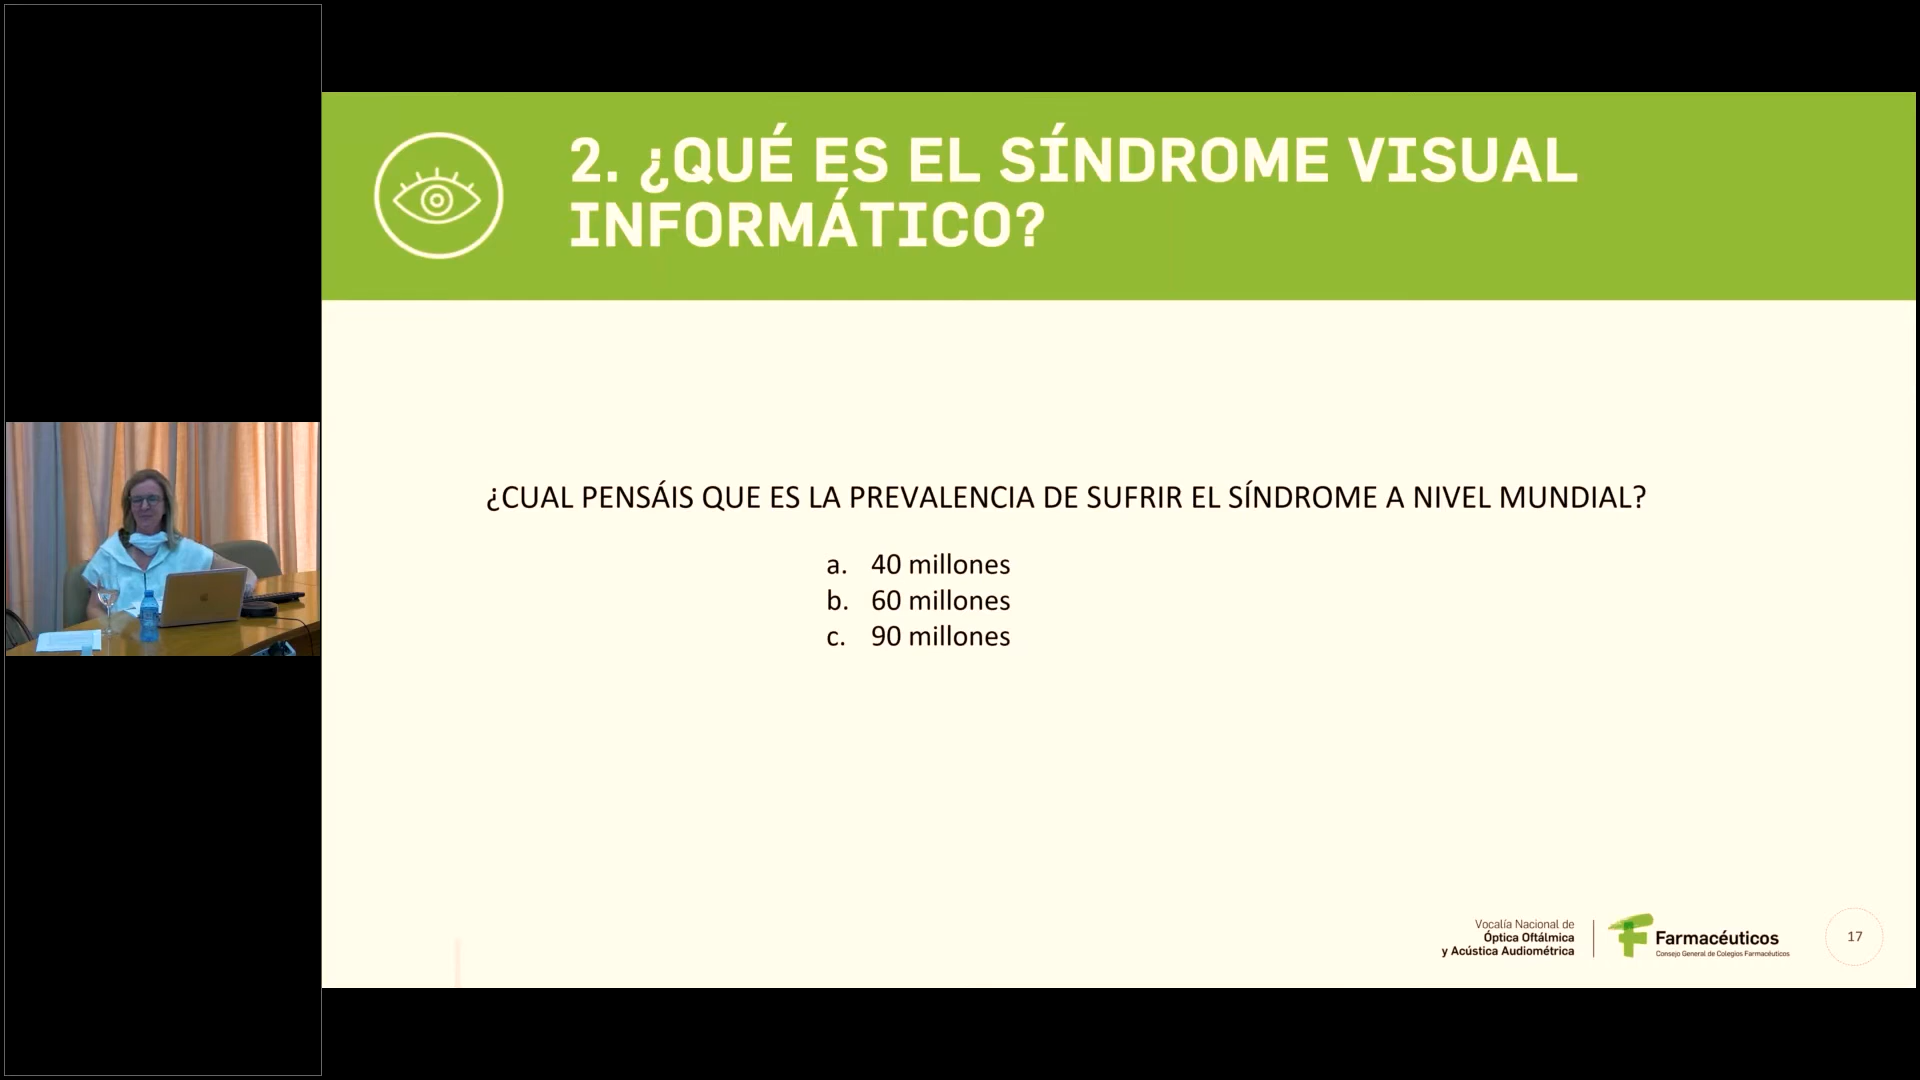 2. ¿QUÉ ES EL SÍNDROME VISUAL
INFORMÁTICO?
¿CUAL PENSÁIS QUE ES LA PREVALENCIA DE SUFRIR EL SÍNDROME A NIVEL MUNDIAL?
a. 40 millones
b. 60 millones
c. 90 millones
Vocalía Nacional de
Óptica Oftálmica
y Acústica Audiométrica
Farmacéuticos
Consejo General de Colegios Farmacéuticos
17